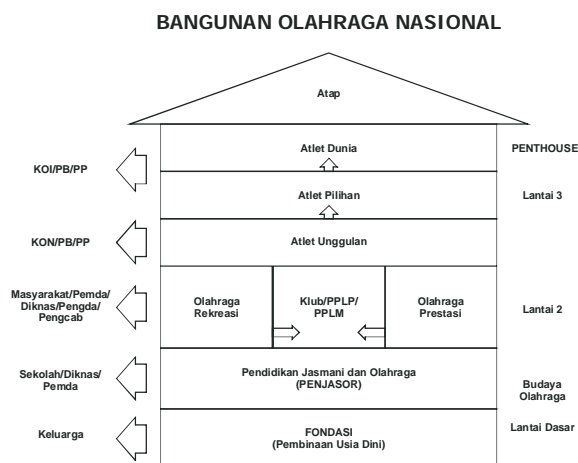 BANGUNAN OLAHRAGA NASIONAL
Atap
Atlet Dunia
PENTHOUSE
KOI/PB/PP
Atlet Pilihan
Lantai 3
KON/PB/PP
Atlet Unggulan
Masyarakat/Pemda/
Diknas/Pengda/
Pengcab
Olahraga
Rekreasi
Klub/PPLP/
PPLM
Olahraga
Prestasi
Lantai 2
Sekolah/Diknas/
Pemda
Pendidikan Jasmani dan Olahraga
(PENJASOR)
Budaya
Olahraga
Keluarga
FONDASI
(Pembinaan Usia Dini)
Lantai Dasar